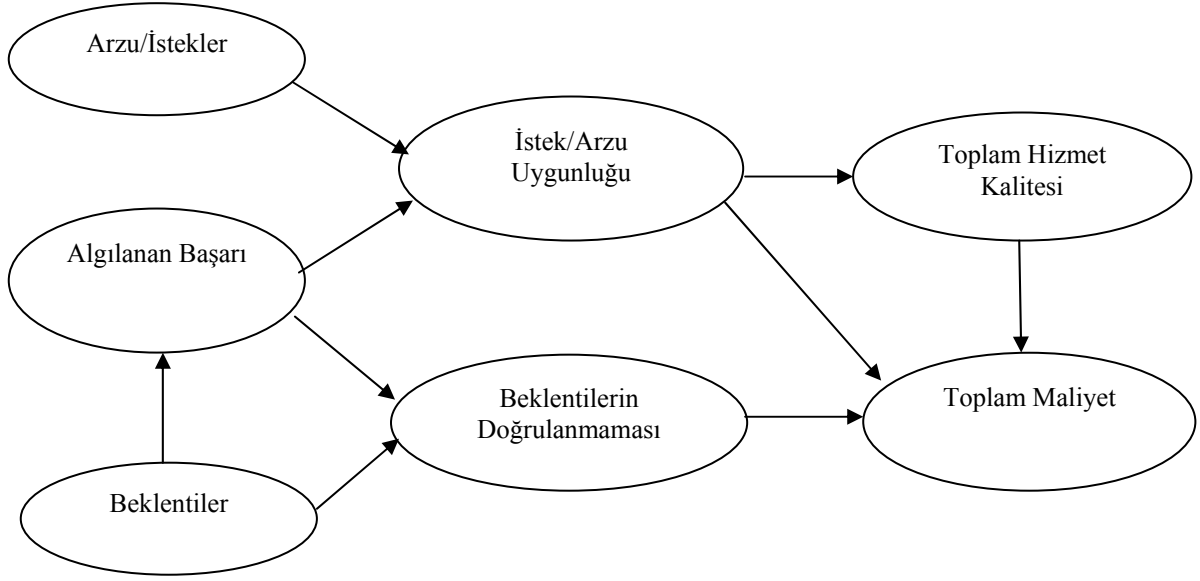 Arzu/İstekler
İstek/Arzu
Uygunluğu
Toplam Hizmet
Kalitesi
Algılanan Başarı
Beklentilerin
Doğrulanmaması
Toplam Maliyet
Beklentiler